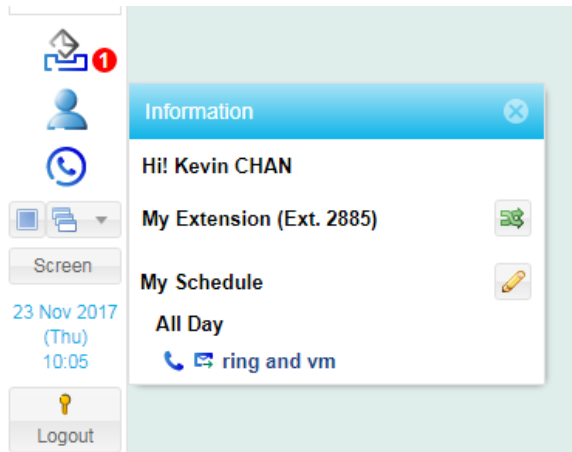 1
Information
Hi! Kevin CHAN
My Extension (Ext. 2885)
My Schedule
All Day
ring and vm
Screen
23 Nov 2017
(Thu)
10:05
Logout